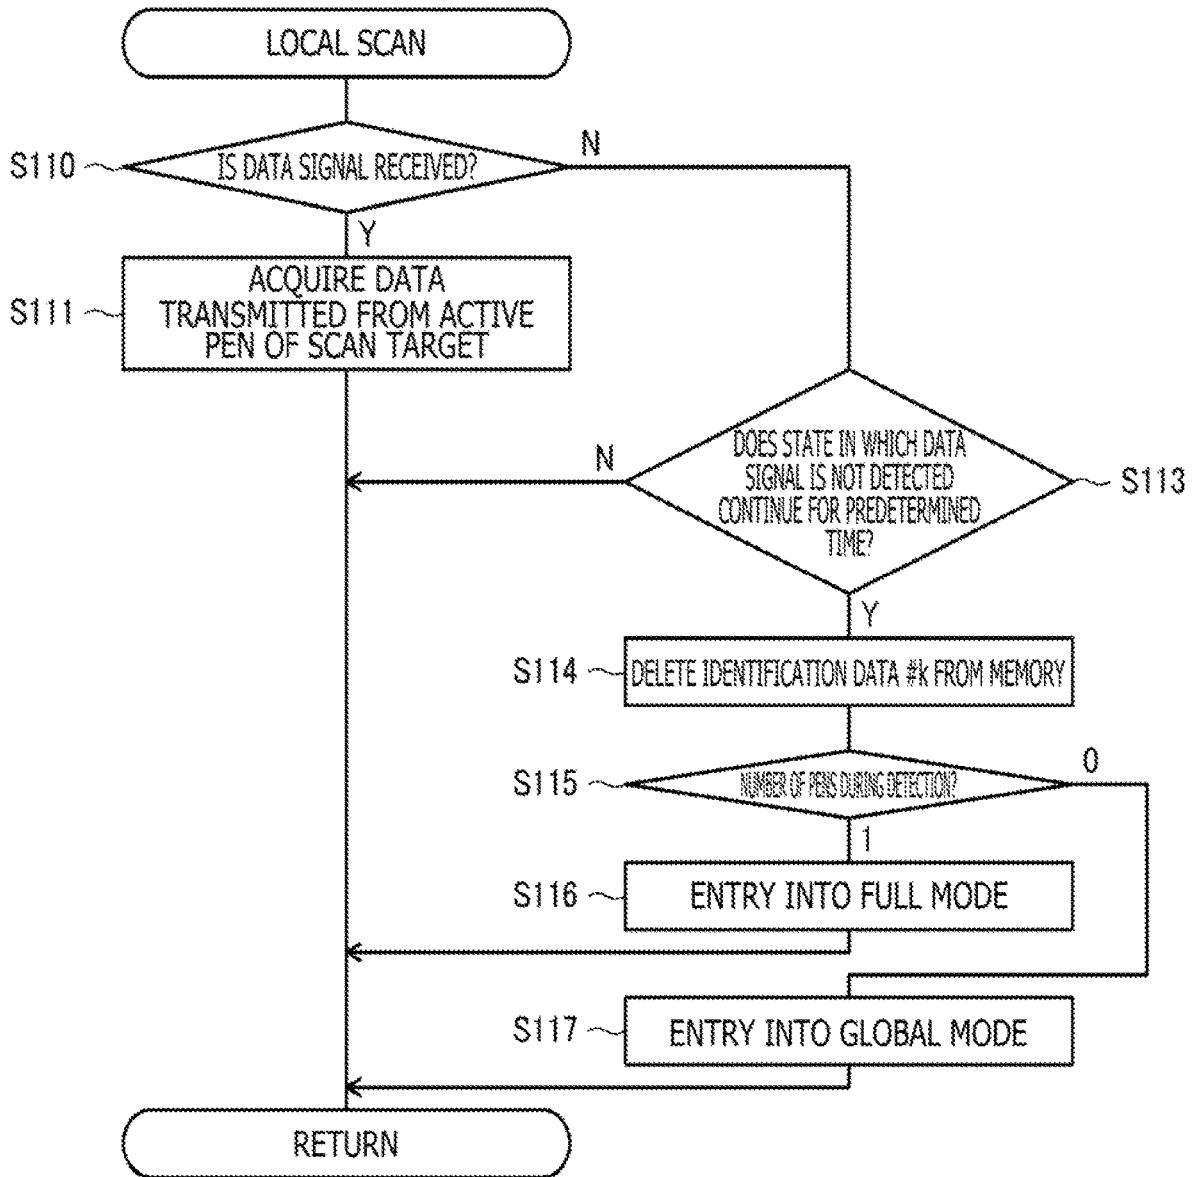 LOCAL SCAN
N
S110
IS DATA SIGNAL RECEIVED?
Y
S111
ACQUIRE DATA
TRANSMITTED FROM ACTIVE
PEN OF SCAN TARGET
N
DOES STATE IN WHICH DATA
SIGNAL IS NOT DETECTED
CONTINUE FOR PREDETERMINED
TIME?
S113
Y
S114
DELETE IDENTIFICATION DATA #k FROM MEMORY
S115
NUMBER OF PENS DURING DETECTION?
0
1
S116
ENTRY INTO FULL MODE
S117
ENTRY INTO GLOBAL MODE
RETURN